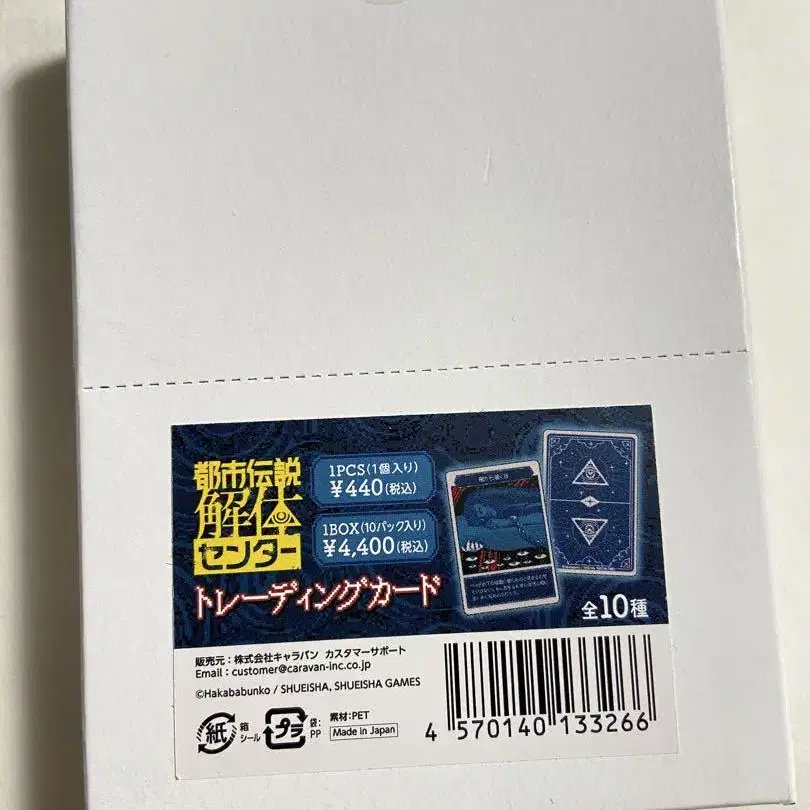 都市伝説
解体
センター
1PCS(1個入り)
¥440(税込)
1BOX(10パック入り)
¥4,400(税込)
トレーディングカード
全10種
販売元:株式会社キャラバン カスタマーサポート
Email:customer@caravan-inc.co.jp
©Hakababunko / SHUEISHA, SHUEISHA GAMES
紙
箱
シール
プラ
袋:
PP
素材:PET
Made in Japan
4 570140 133266